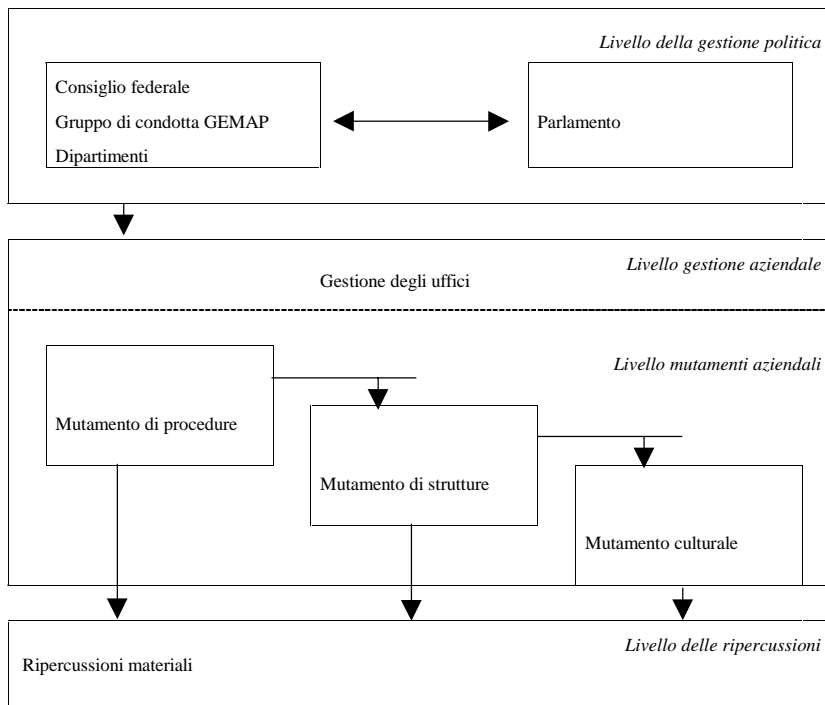 Livello della gestione politica
Consiglio federale
Gruppo di condotta GEMAP
Dipartimenti
Parlamento
Livello gestione aziendale
Gestione degli uffici
Livello mutamenti aziendali
Mutamento di procedure
Mutamento di strutture
Mutamento culturale
Livello delle ripercussioni
Ripercussioni materiali